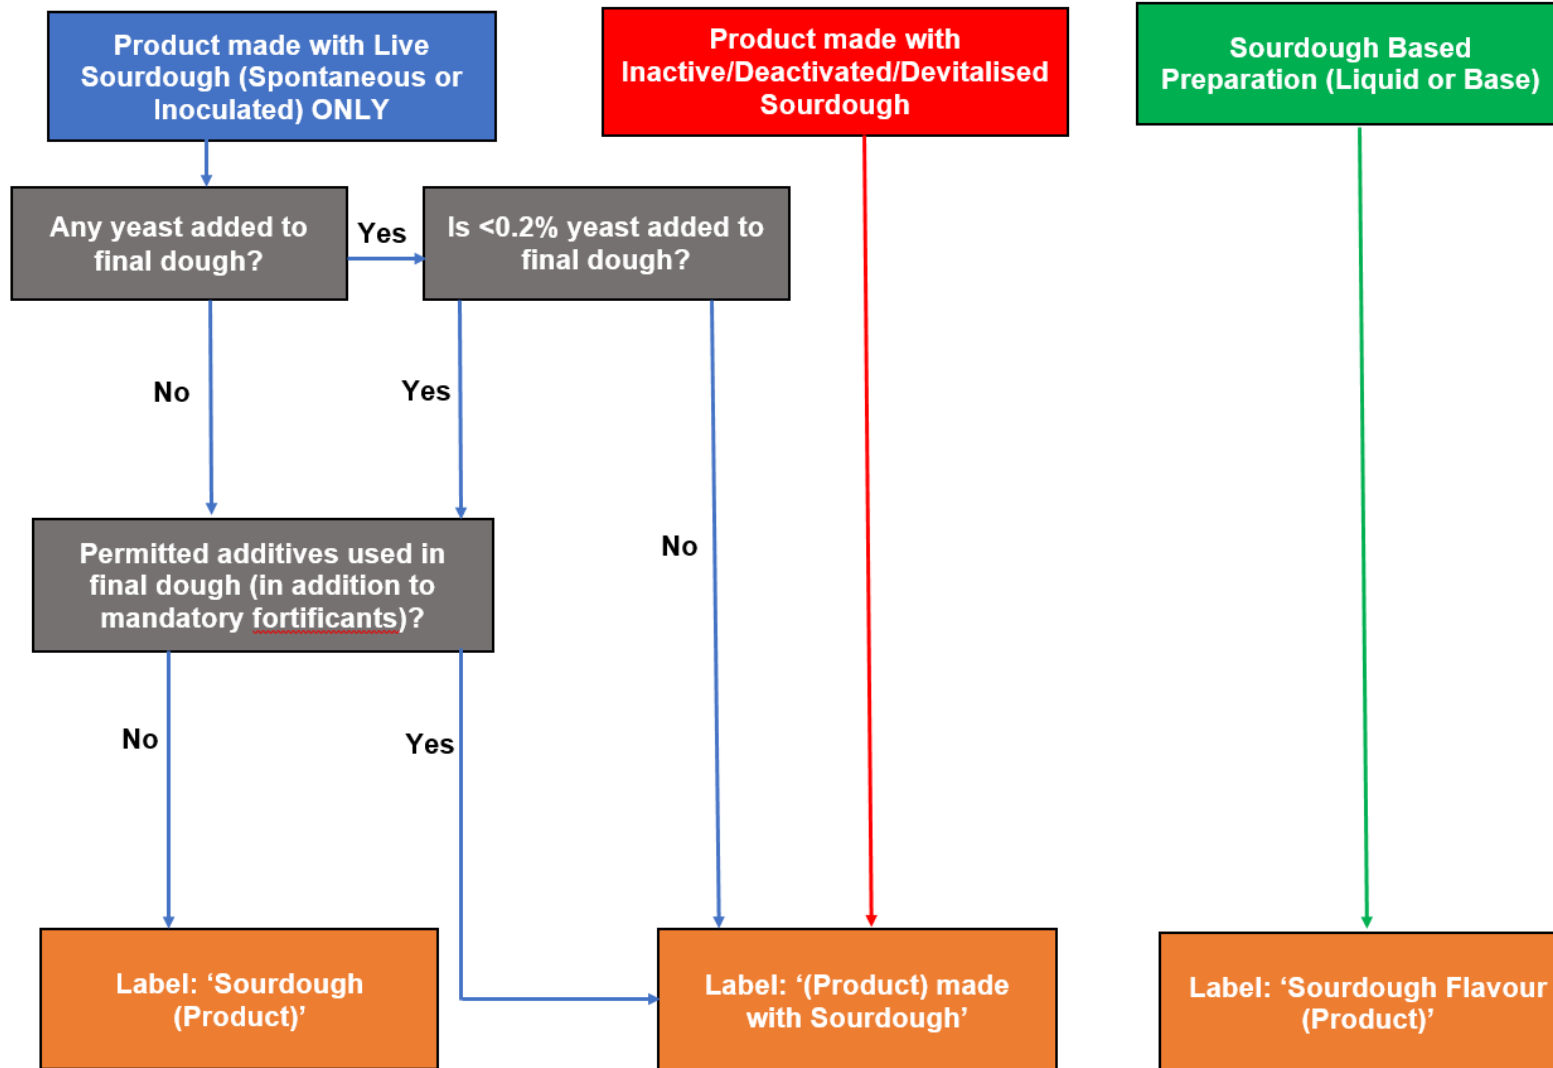 Product made with Live
Sourdough (Spontaneous or
Inoculated) ONLY
Product made with
Inactive/Deactivated/Devitalised
Sourdough
Sourdough Based
Preparation (Liquid or Base)
Any yeast added to
final dough?
Yes
Is <0.2% yeast added to
final dough?
No
Yes
No
Permitted additives used in
final dough (in addition to
mandatory fortificants)?
No
Yes
Label: ‘Sourdough
(Product)’
Label: ‘(Product) made
with Sourdough’
Label: ‘Sourdough Flavour
(Product)’